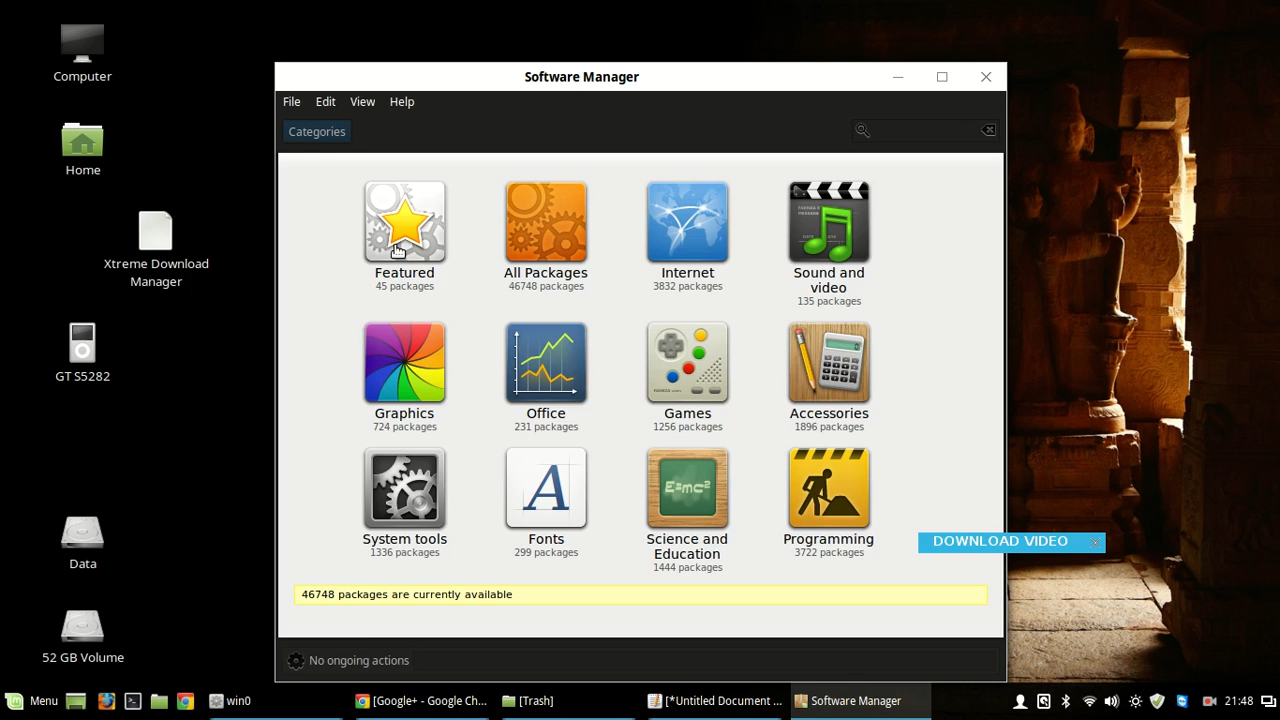 Computer
Home
Xtreme Download
Manager
GT S5282
Data
52 GB Volume
Software Manager
File Edit View Help
Categories
Featured
45 packages
All Packages
46748 packages
Internet
3832 packages
Sound and
video
135 packages
Graphics
724 packages
Office
231 packages
Games
1256 packages
Accessories
1896 packages
System tools
1336 packages
Fonts
299 packages
E=mc²
Science and
Education
1444 packages
Programming
3722 packages
DOWNLOAD VIDEO
46748 packages are currently available
No ongoing actions
Menu
win0
[Google+ - Google Ch...
[Trash]
[*Untitled Document ...
Software Manager
21:48